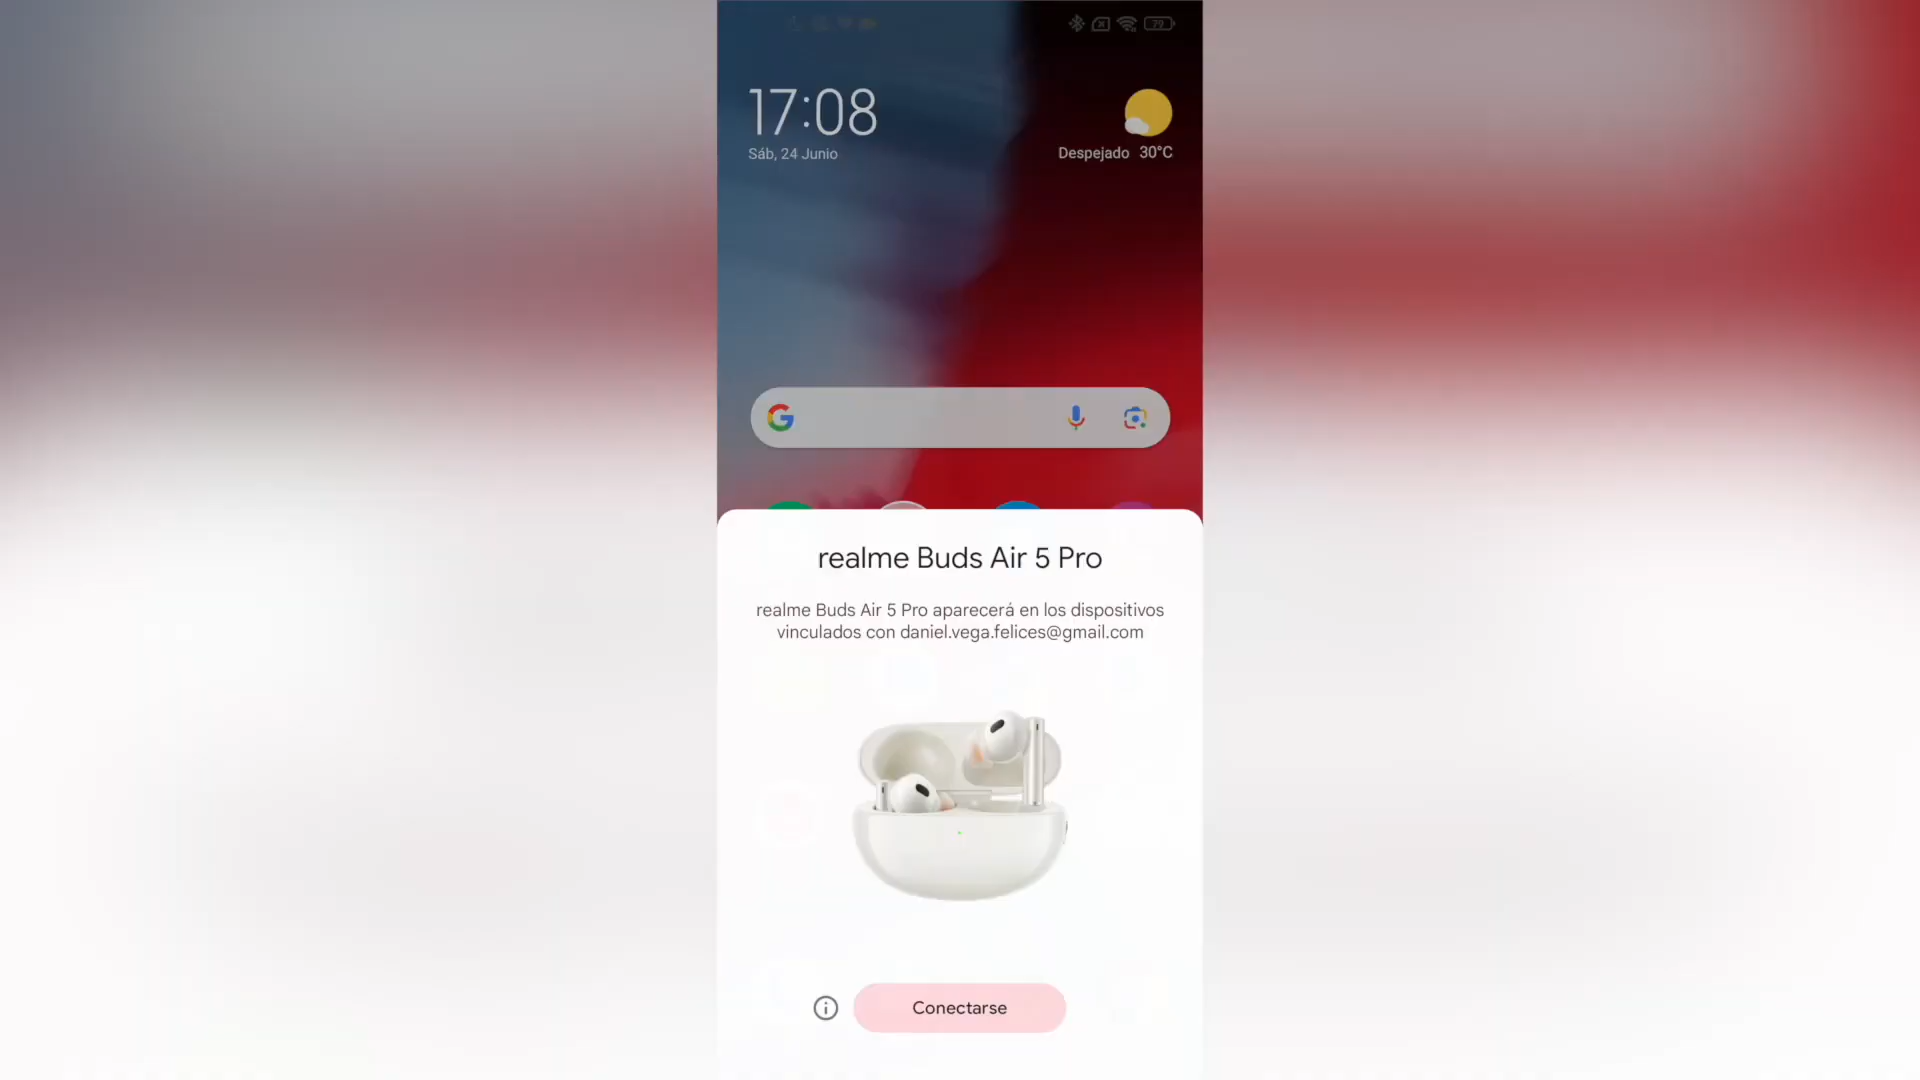 79
17:08
Sáb, 24 Junio
Despejado 30°C
realme Buds Air 5 Pro
realme Buds Air 5 Pro aparecerá en los dispositivos
vinculados con daniel.vega.felices@gmail.com
Conectarse